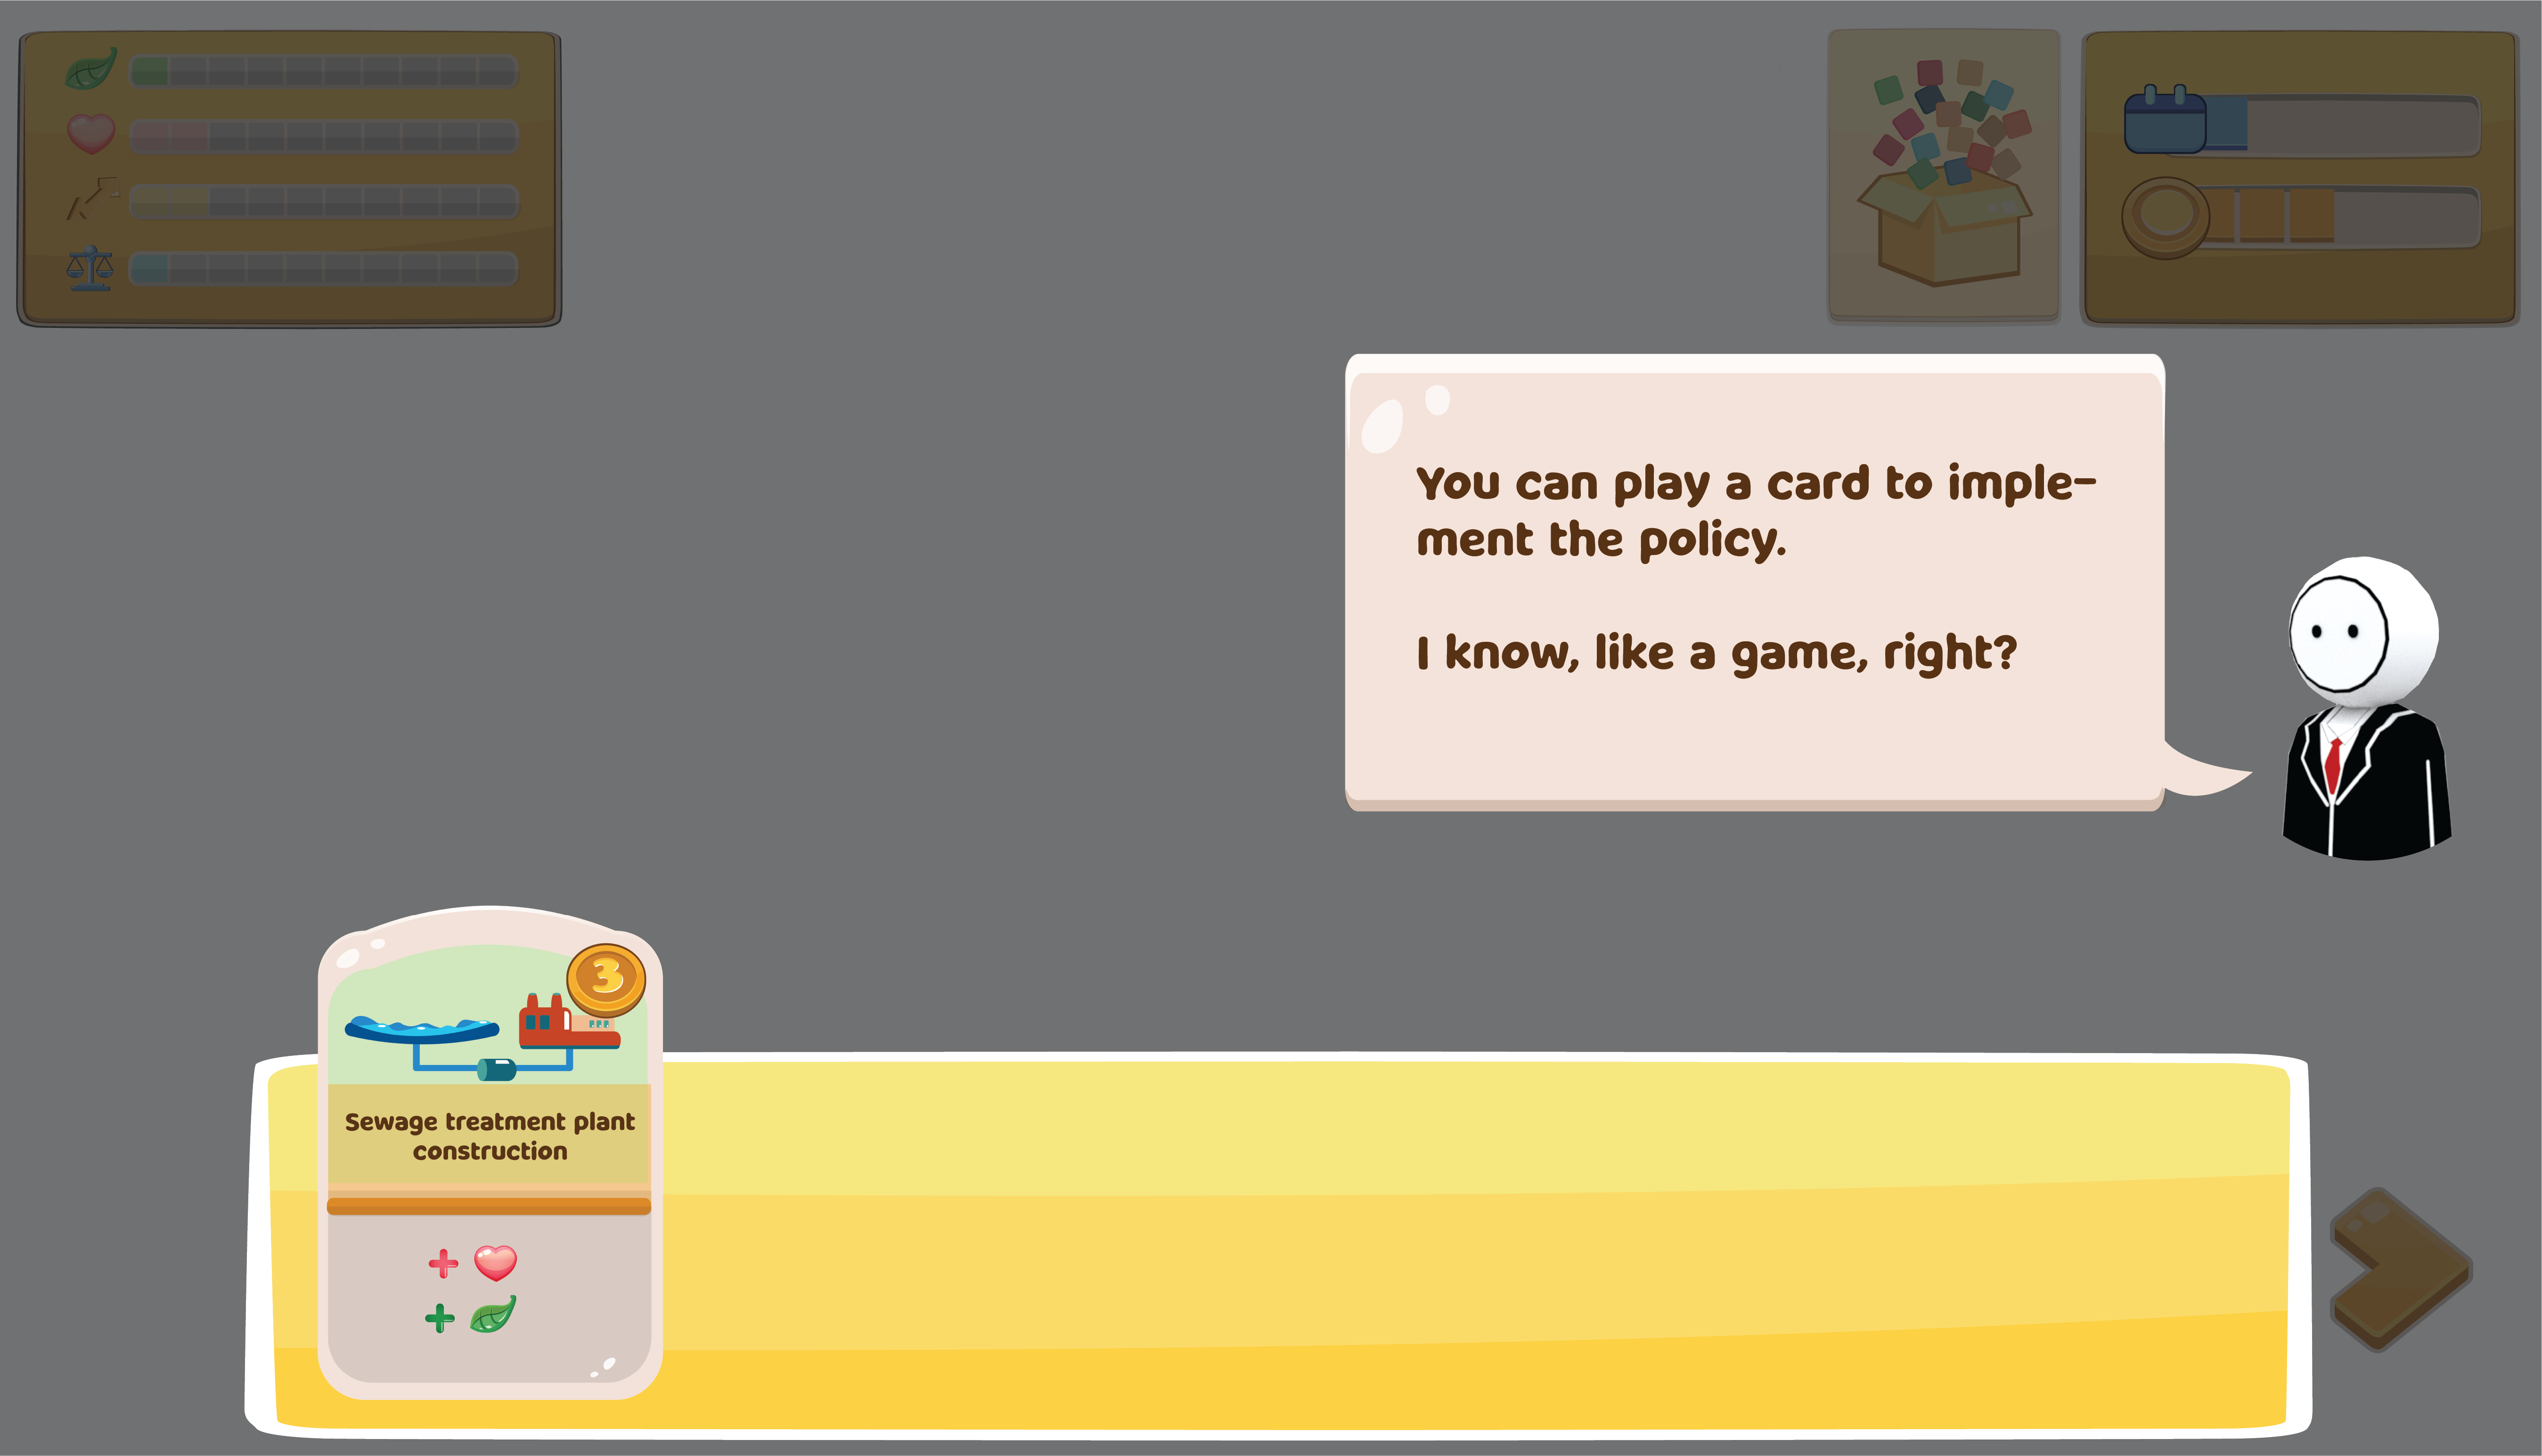 You can play a card to imple-
ment the policy.
I know, like a game, right?
3
Sewage treatment plant
construction